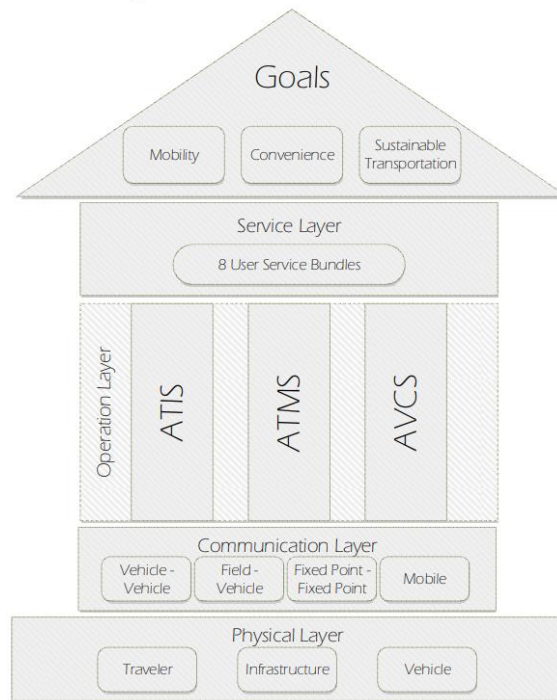 Goals
Mobility
Convenience
Sustainable
Transportation
Service Layer
8 User Service Bundles
Operation Layer
ATIS
ATMS
AVCS
Communication Layer
Vehicle -
Vehicle
Field -
Vehicle
Fixed Point -
Fixed Point
Mobile
Physical Layer
Traveler
Infrastructure
Vehicle